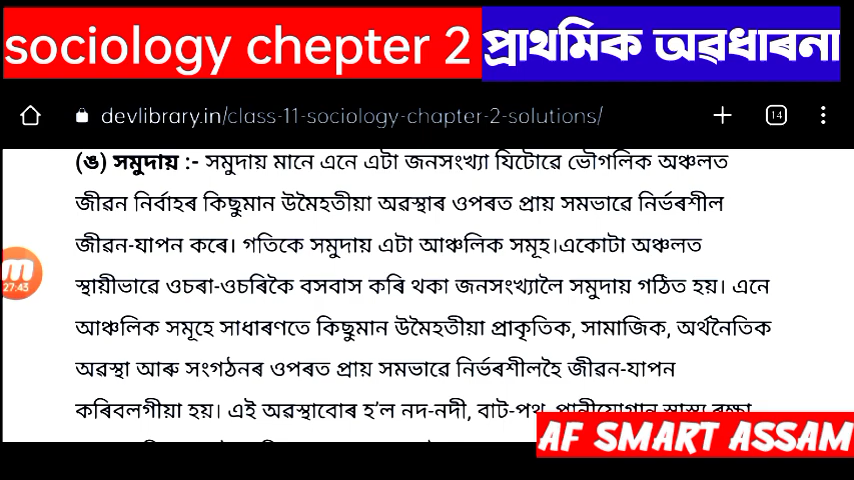 sociology chepter 2 প্ৰাথমিক অৱধাৰনা
devlibrary.in/class-11-sociology-chapter-2-solutions/
14
(ঙ) সমুদায় :- সমুদায় মানে এনে এটা জনসংখ্যা যিটোৱে ভৌগলিক অঞ্চলত
জীৱন নিৰ্বাহৰ কিছুমান উমৈহতীয়া অৱস্থাৰ ওপৰত প্ৰায় সমভাৱে নিৰ্ভৰশীল
জীৱন-যাপন কৰে। গতিকে সমুদায় এটা আঞ্চলিক সমূহ।একোটা অঞ্চলত
স্থায়ীভাৱে ওচৰা-ওচৰিকৈ বসবাস কৰি থকা জনসংখ্যালৈ সমুদায় গঠিত হয়। এনে
27:43
আঞ্চলিক সমূহে সাধাৰণতে কিছুমান উমৈহতীয়া প্ৰাকৃতিক, সামাজিক, অৰ্থনৈতিক
অৱস্থা আৰু সংগঠনৰ ওপৰত প্ৰায় সমভাৱে নিৰ্ভৰশীলহৈ জীৱন-যাপন
কৰিবলগীয়া হয়। এই অৱস্থাবোৰ হ'ল নদ-নদী, বাট-পথ, পানীযোগান
AF SMART ASSAM